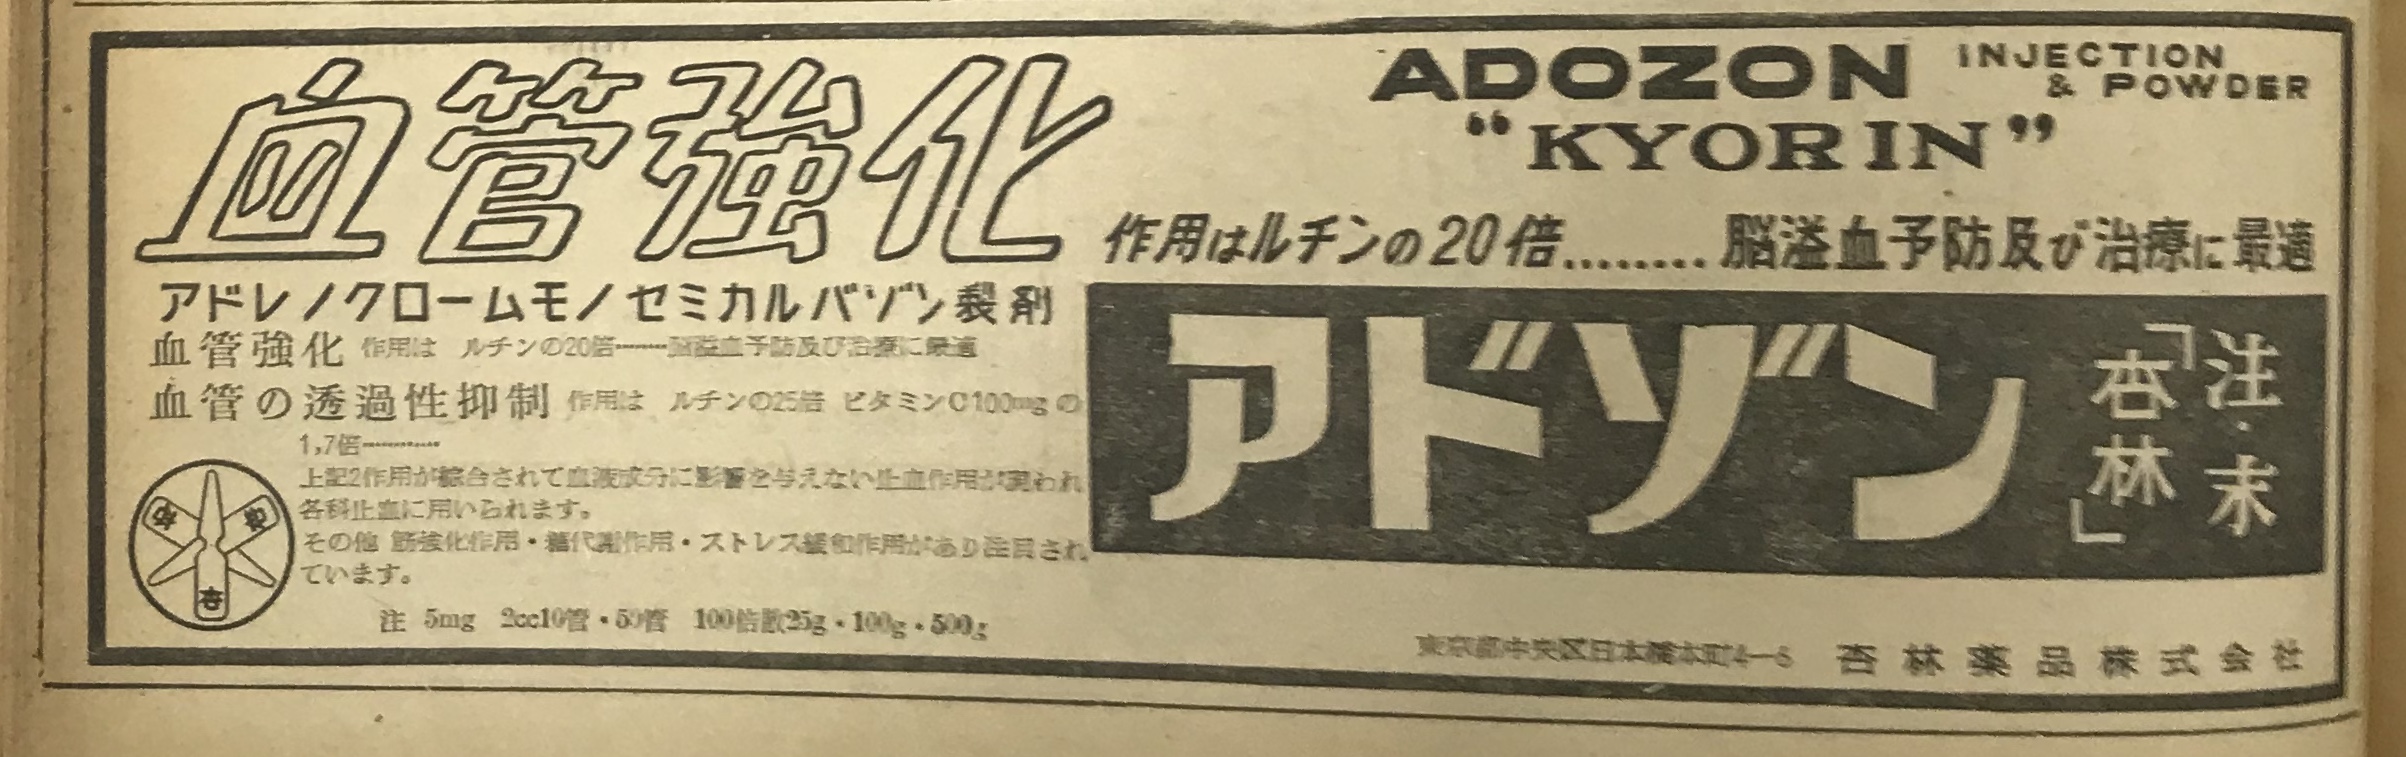 血管強化
アドレノクロームモノセミカルバゾン製剤
血管強化 作用は ルチンの20倍……脳溢血予防及び治療に最適
血管の透過性抑制 作用は ルチンの25倍 ビタミンC100mgの
1,7倍…………
上記2作用が綜合されて血液成分に影響を与えない止血作用が現われ
各科止血に用いられます。
その他 筋強化作用・糖代謝作用・ストレス緩和作用があり注目され
ています。
杏
注 5mg 2cc10管・50管 100倍散25g・100g・500g
ADOZON INJECTION
& POWDER
“KYORIN”
作用はルチンの20倍........脳溢血予防及び治療に最適
アドゾン
注・末
「杏林」
東京都中央区日本橋本町4 杏林薬品株式会社